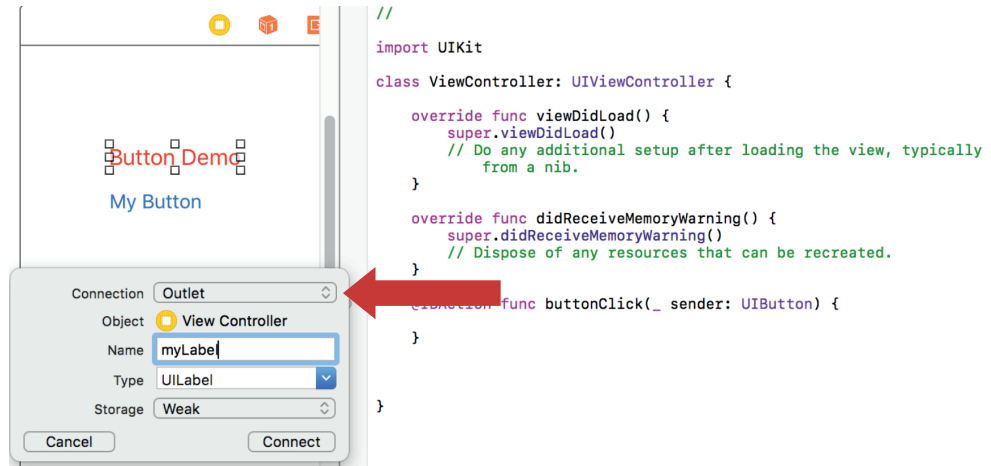 Button Demo
My Button
Connection Outlet
Object View Controller
Name myLabel
Type UILabel
Storage Weak
Cancel Connect
//
import UIKit
class ViewController: UIViewController {
override func viewDidLoad() {
super.viewDidLoad()
// Do any additional setup after loading the view, typically
from a nib.
}
override func didReceiveMemoryWarning() {
super.didReceiveMemoryWarning()
// Dispose of any resources that can be recreated.
}
@IBAction func buttonClick(_ sender: UIButton) {
}
}